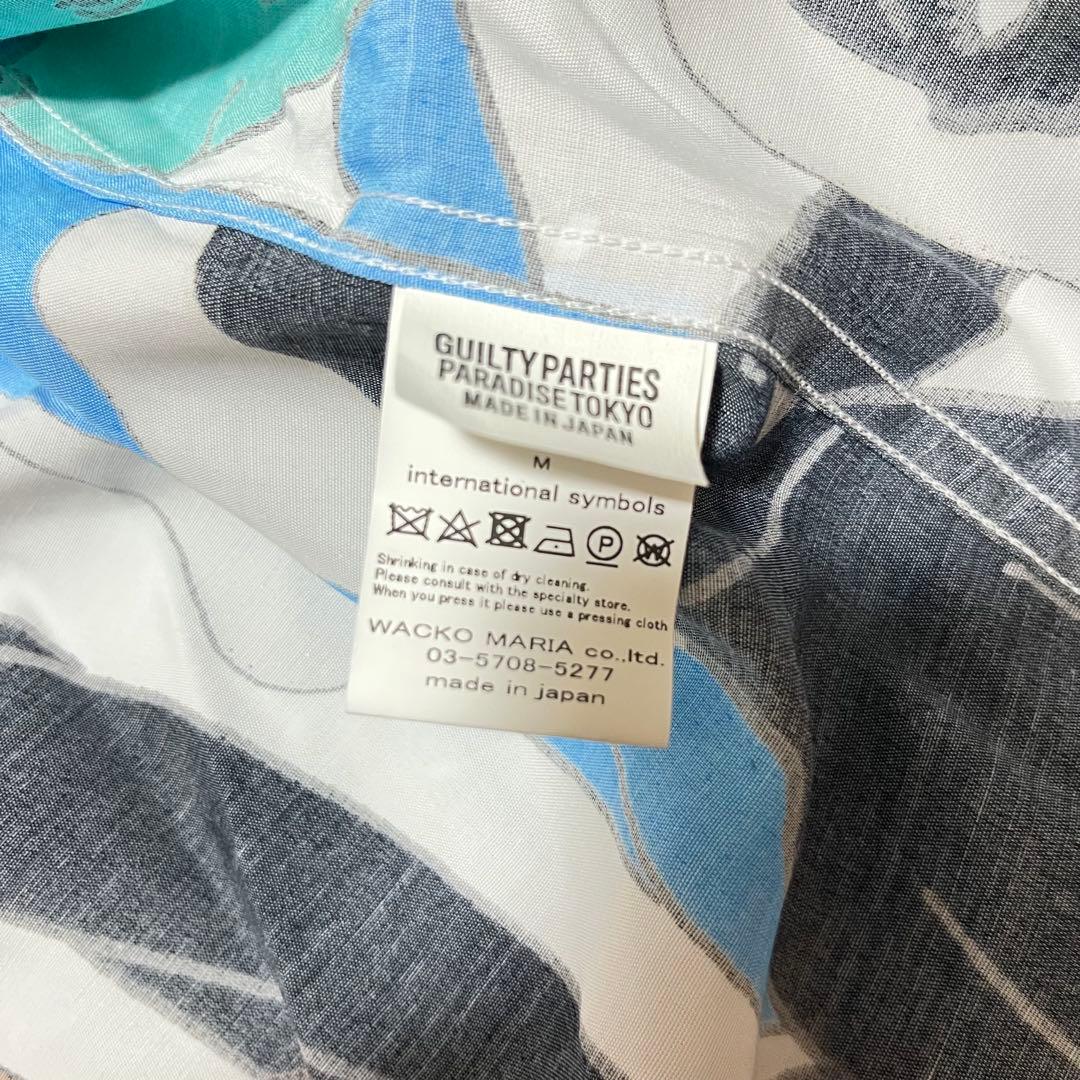 GUILTY PARTIES
PARADISE TOKYO
MADE IN JAPAN
M
international symbols
P
W
Shrinking in case of dry cleaning.
Please consult with the specialty store.
When you press it please use a pressing cloth
WACKO MARIA co.,ltd.
03-5708-5277
made in japan